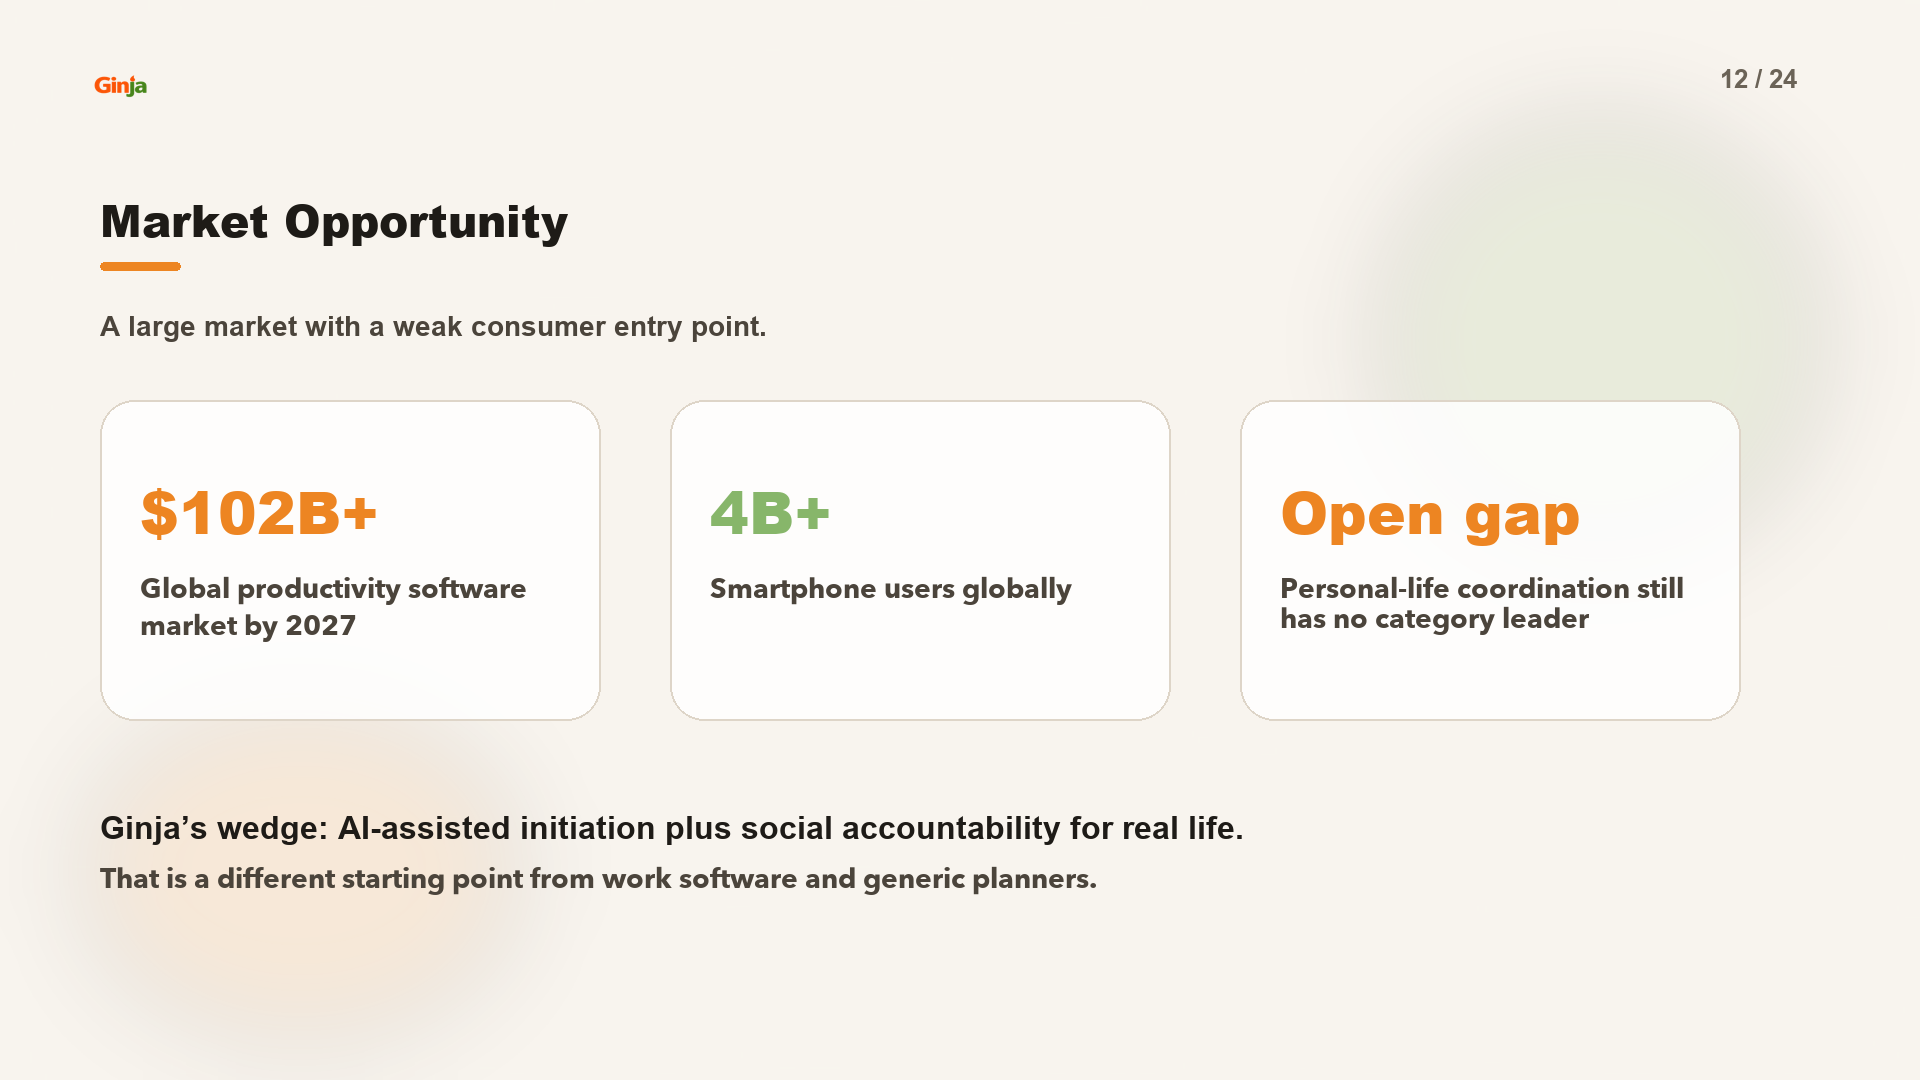 Ginja
12 / 24
Market Opportunity
A large market with a weak consumer entry point.
$102B+
Global productivity software
market by 2027
4B+
Smartphone users globally
Open gap
Personal-life coordination still
has no category leader
Ginja’s wedge: AI-assisted initiation plus social accountability for real life.
That is a different starting point from work software and generic planners.